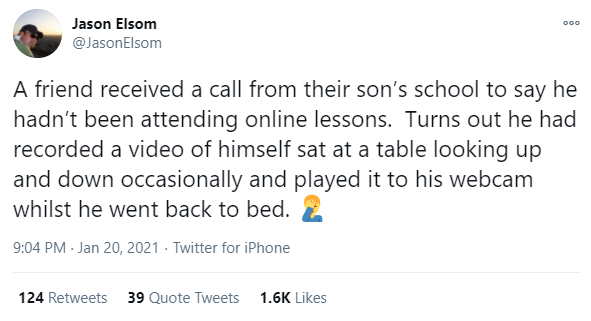 Jason Elsom
@JasonElsom
A friend received a call from their son’s school to say he
hadn’t been attending online lessons.  Turns out he had
recorded a video of himself sat at a table looking up
and down occasionally and played it to his webcam
whilst he went back to bed. 🤦‍♂️
9:04 PM · Jan 20, 2021 · Twitter for iPhone
124 Retweets 39 Quote Tweets 1.6K Likes